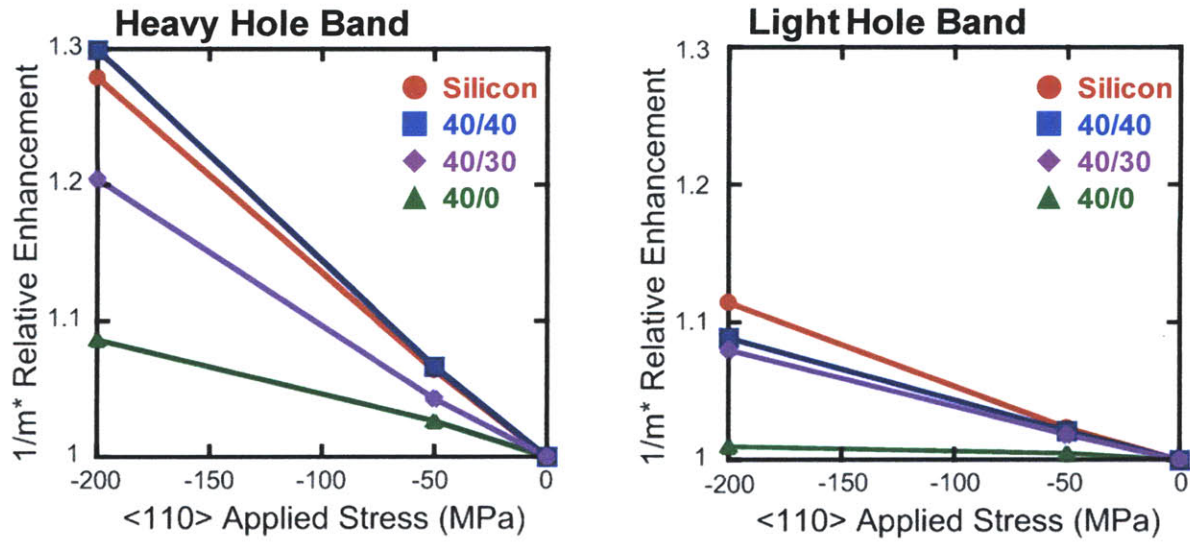 Heavy Hole Band
1/m* Relative Enhancement
1.3
1.2
1.1
1
Silicon
40/40
40/30
40/0
-200 -150 -100 -50 0
<110> Applied Stress (MPa)
Light Hole Band
1/m* Relative Enhancement
1.3
1.2
1.1
1
Silicon
40/40
40/30
40/0
-200 -150 -100 -50 0
<110> Applied Stress (MPa)